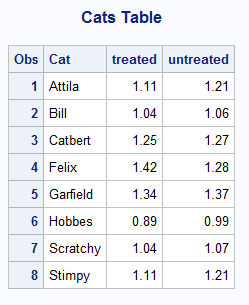 Cats Table
Obs Cat treated untreated
1 Attila 1.11 1.21
2 Bill 1.04 1.06
3 Catbert 1.25 1.27
4 Felix 1.42 1.28
5 Garfield 1.34 1.37
6 Hobbes 0.89 0.99
7 Scratchy 1.04 1.07
8 Stimpy 1.11 1.21